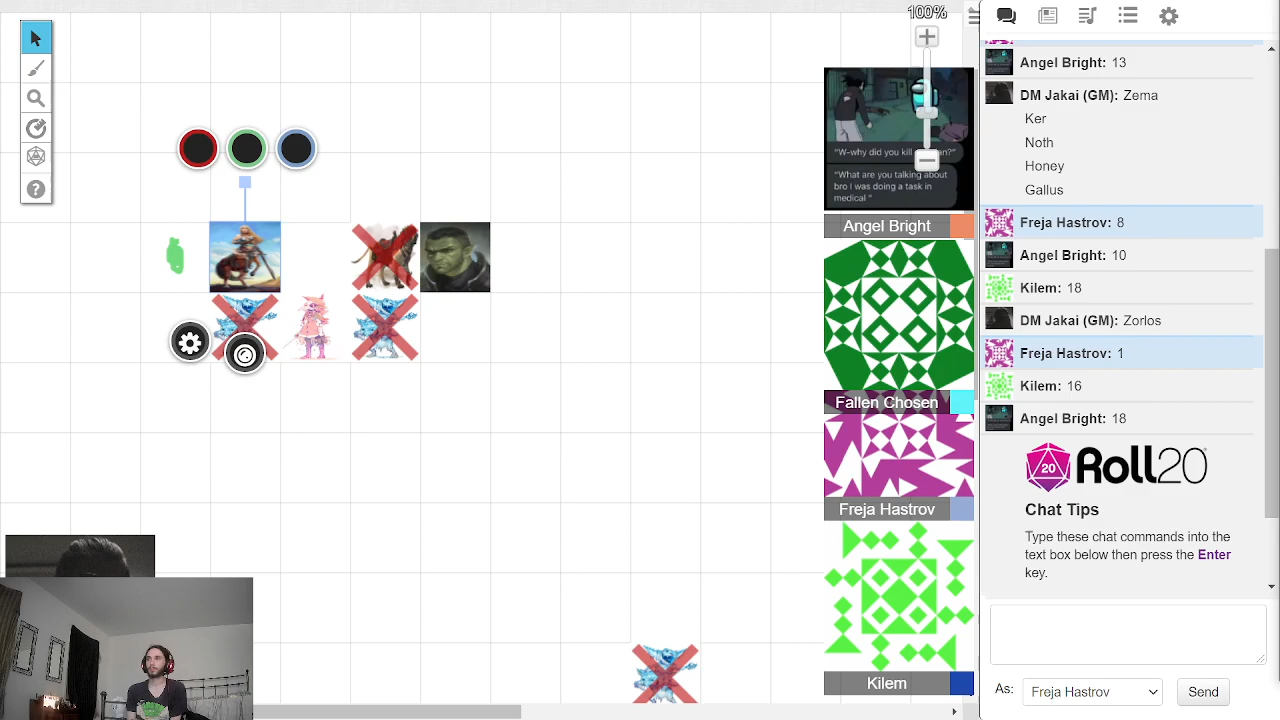 100%
"W-why did you kill an?"
"What are you talking about
bro I was doing a task in
medical "
Angel Bright
Fallen Chosen
Freja Hastrov
Kilem
Angel Bright: 13
DM Jakai (GM): Zema
Ker
Noth
Honey
Gallus
Freja Hastrov: 8
Angel Bright: 10
Kilem: 18
DM Jakai (GM): Zorlos
Freja Hastrov: 1
Kilem: 16
Angel Bright: 18
20 Roll20
Chat Tips
Type these chat commands into the
text box below then press the Enter
key.
As: Freja Hastrov Send